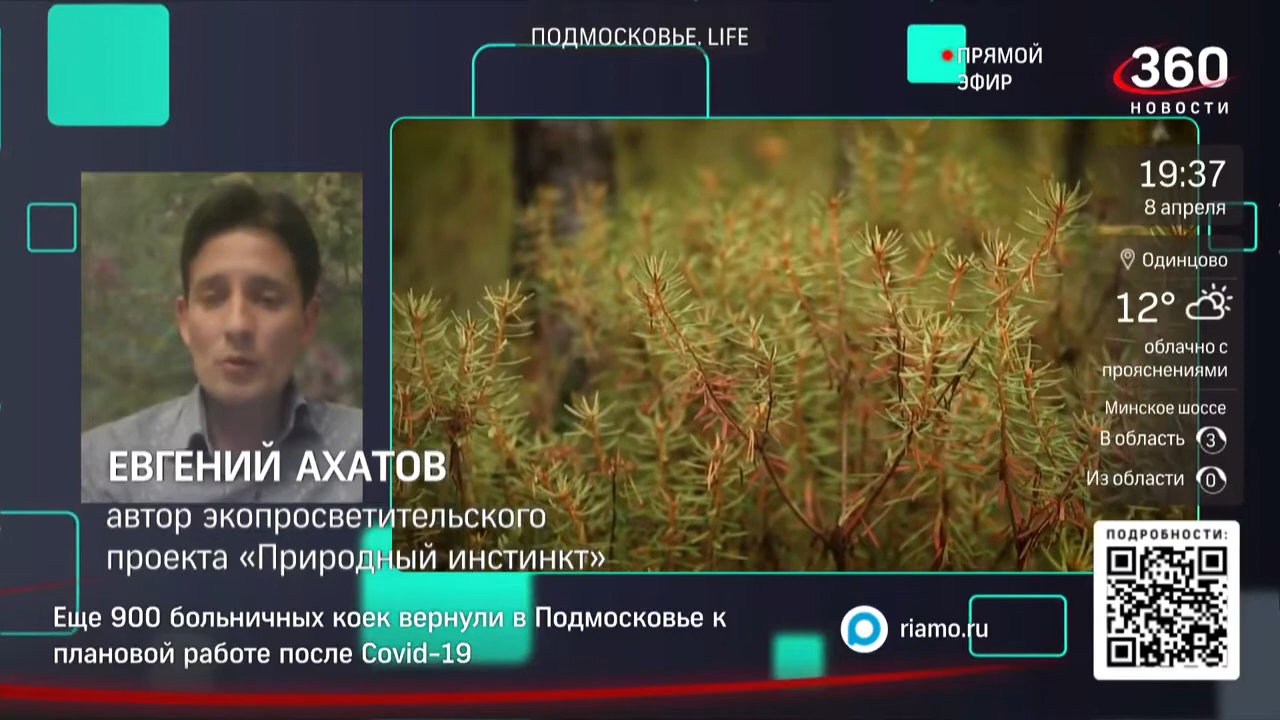 ПОДМОСКОВЬЕ. LIFE
ПРЯМОЙ
ЭФИР
360
НОВОСТИ
19:37
8 апреля
Одинцово
12°
облачно с
прояснениями
Минское шоссе
В область 3
Из области 0
ЕВГЕНИЙ АХАТОВ
автор экопросветительского
проекта «Природный инстинкт»
ПОДРОБНОСТИ:
Еще 900 больничных коек вернули в Подмосковье к
плановой работе после Covid-19
riamo.ru